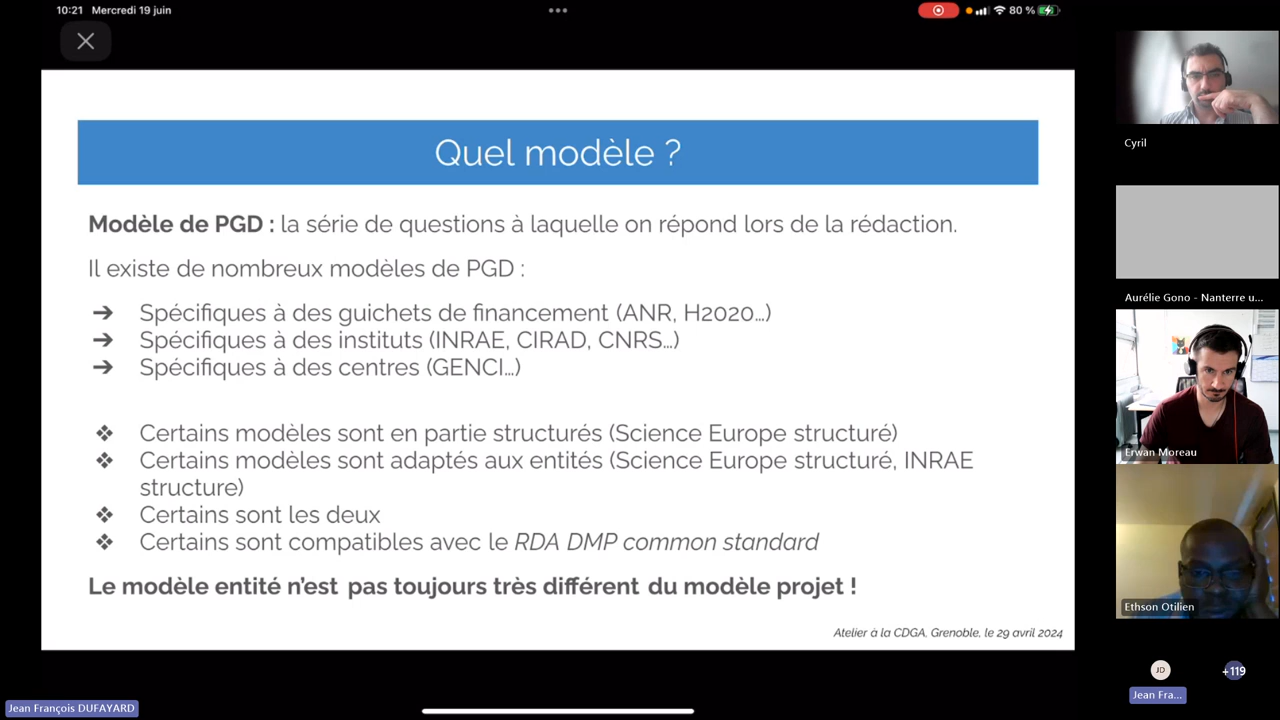 10:21 Mercredi 19 juin
80 %
Quel modèle ?
Modèle de PGD : la série de questions à laquelle on répond lors de la rédaction.
Il existe de nombreux modèles de PGD :
➔ Spécifiques à des guichets de financement (ANR, H2020…)
➔ Spécifiques à des instituts (INRAE, CIRAD, CNRS…)
➔ Spécifiques à des centres (GENCI…)
❖ Certains modèles sont en partie structurés (Science Europe structuré)
❖ Certains modèles sont adaptés aux entités (Science Europe structuré, INRAE
structure)
❖ Certains sont les deux
❖ Certains sont compatibles avec le RDA DMP common standard
Le modèle entité n'est pas toujours très différent du modèle projet !
Atelier à la CDGA, Grenoble, le 29 avril 2024
Jean François DUFAYARD
Cyril
Aurélie Gono - Nanterre u...
Erwan Moreau
Ethson Otilien
JD
+119
Jean Fra...